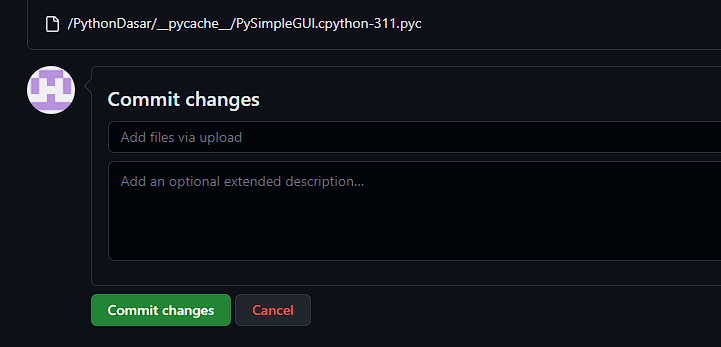 /PythonDasar/__pycache__/PySimpleGUI.cpython-311.pyc
Commit changes
Add files via upload
Add an optional extended description...
Commit changes
Cancel